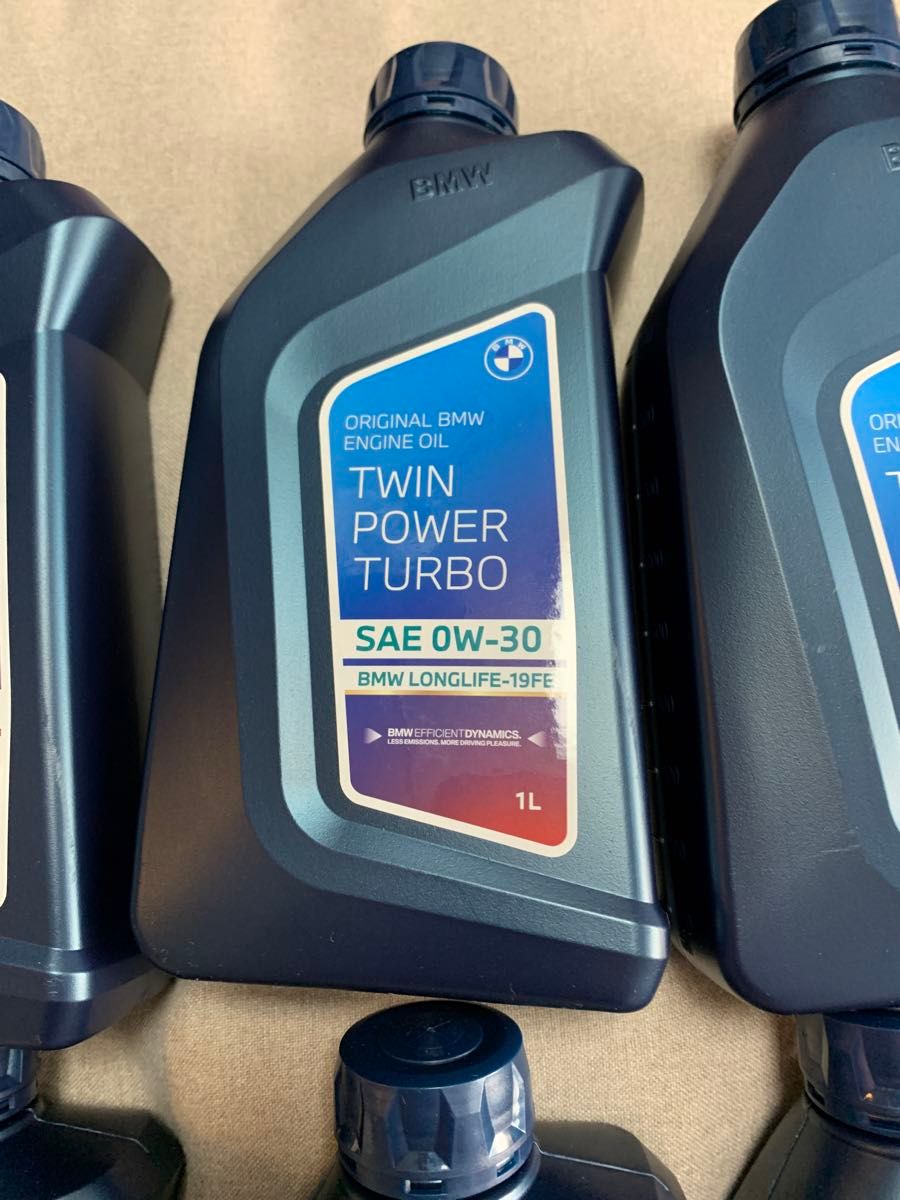 BMW
BMW
ORIGINAL BMW
ENGINE OIL
TWIN
POWER
TURBO
SAE 0W-30
BMW LONGLIFE-19FE
BMW EFFICIENTDYNAMICS.
LESS EMISSIONS. MORE DRIVING PLEASURE.
1L